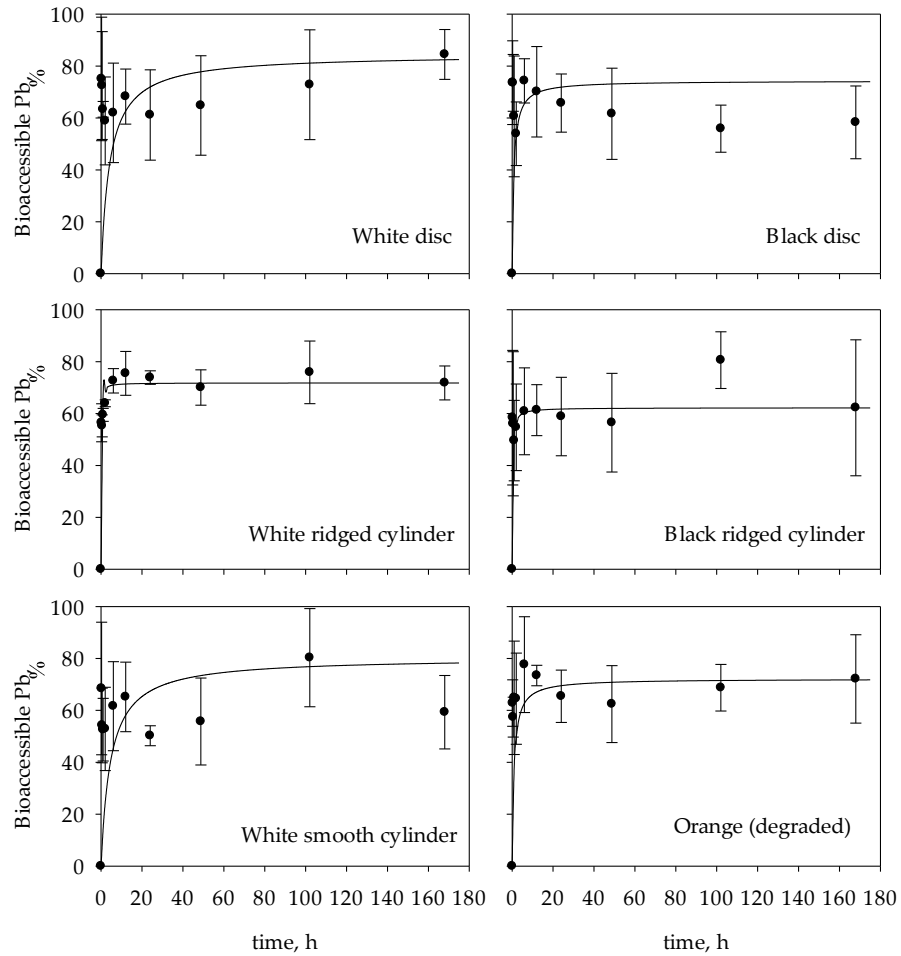 100
80
60
40
20
0
Bioaccessible Pb,%
White disc
Black disc
100
80
60
40
20
0
Bioaccessible Pb,%
White ridged cylinder
Black ridged cylinder
100
80
60
40
20
0
Bioaccessible Pb,%
White smooth cylinder
Orange (degraded)
0 20 40 60 80 100 120 140 160 180
0 20 40 60 80 100 120 140 160 180
time, h
time, h